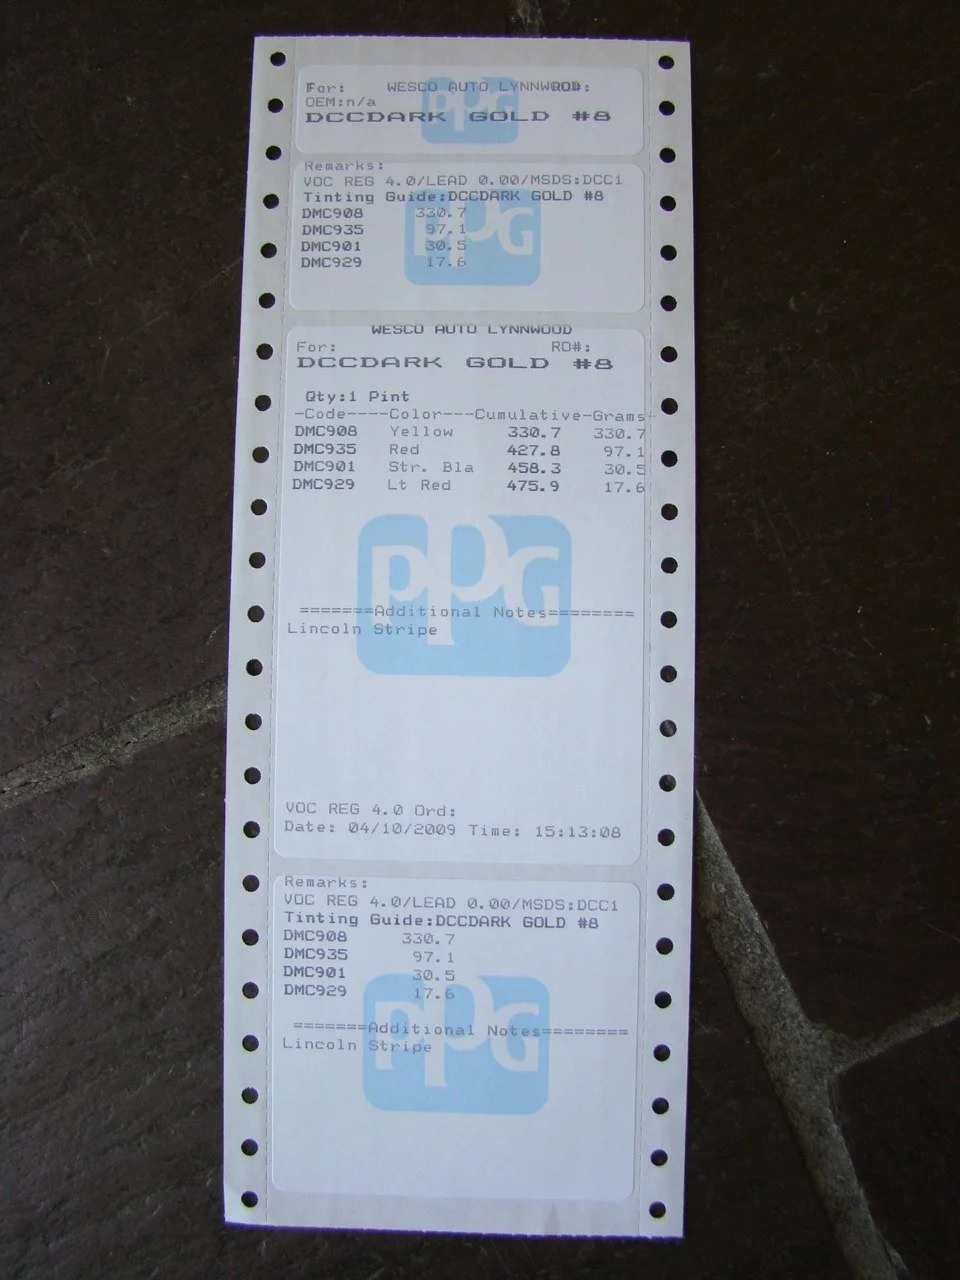 For: WESCO AUTO LYNNWOOD RO#:
OEM:n/a
DCCDARK GOLD #8
PPG
Remarks:
VOC REG 4.0/LEAD 0.00/MSDS:DCC1
Tinting Guide:DCCDARK GOLD #8
DMC908 330.7
DMC935 97.1
DMC901 30.5
DMC929 17.6
PPG
WESCO AUTO LYNNWOOD
For: RO#:
DCCDARK GOLD #8
Qty:1 Pint
-Code----Color---Cumulative-Grams-
DMC908 Yellow 330.7 330.7
DMC935 Red 427.8 97.1
DMC901 Str. Bla 458.3 30.5
DMC929 Lt Red 475.9 17.6
PPG
=======Additional Notes========
Lincoln Stripe
VOC REG 4.0 Ord:
Date: 04/10/2009 Time: 15:13:08
Remarks:
VOC REG 4.0/LEAD 0.00/MSDS:DCC1
Tinting Guide:DCCDARK GOLD #8
DMC908 330.7
DMC935 97.1
DMC901 30.5
DMC929 17.6
PPG
=======Additional Notes========
Lincoln Stripe